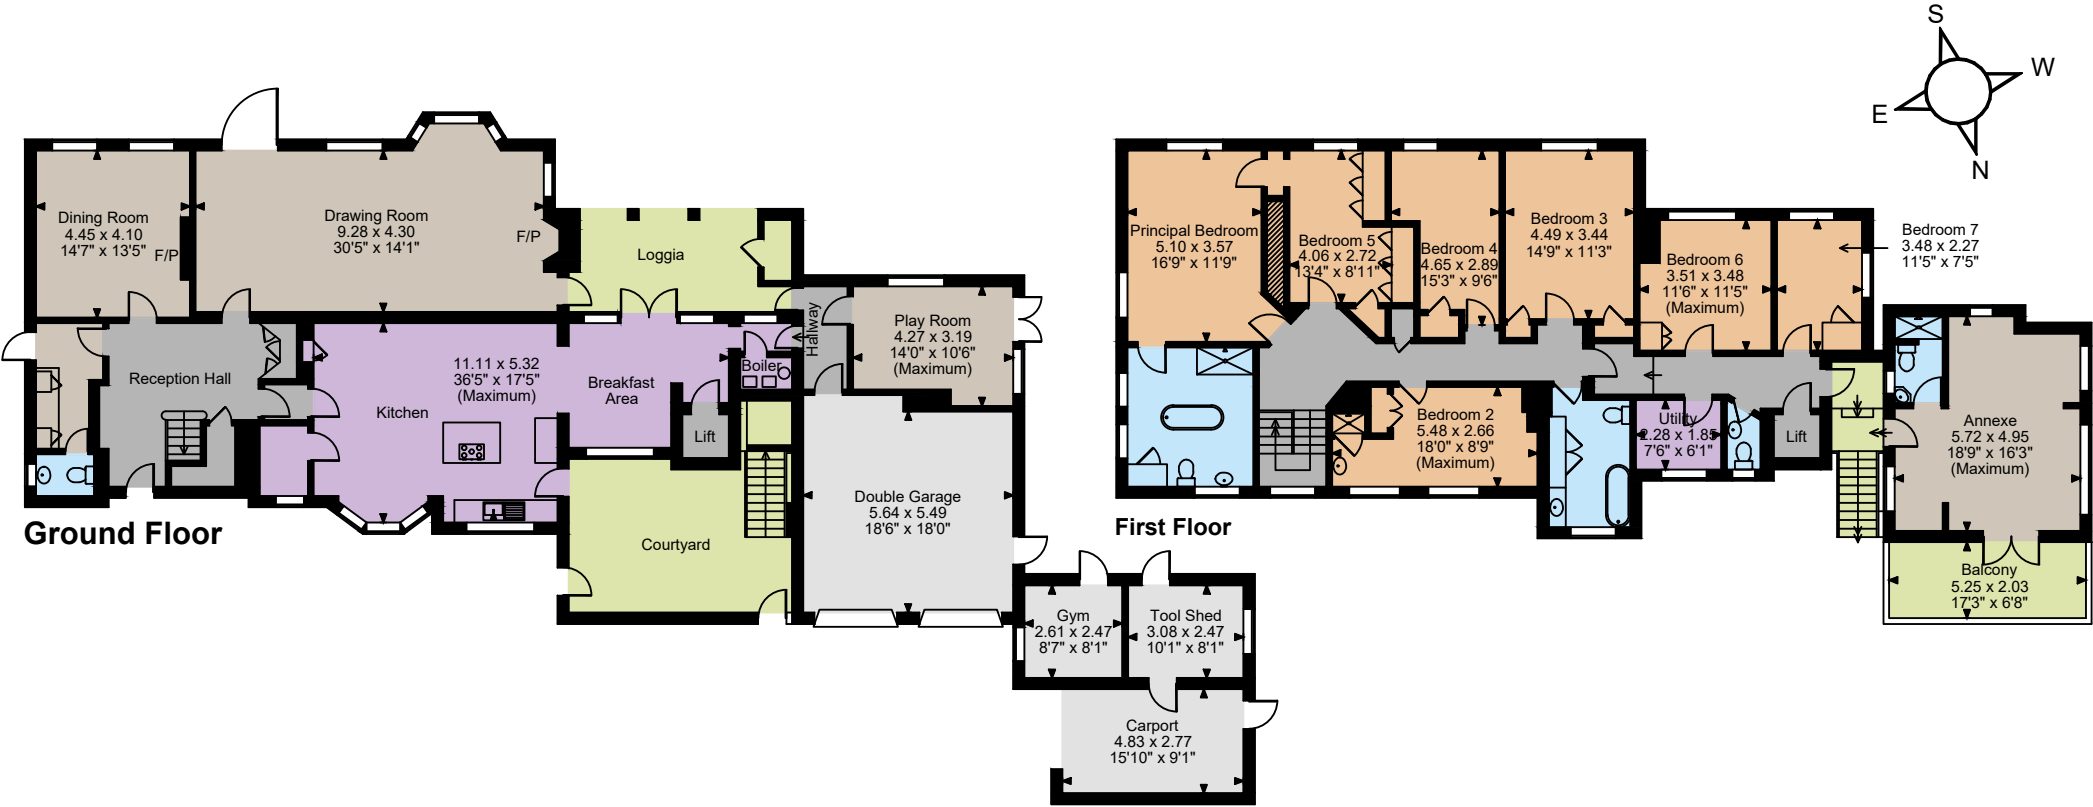 S
W
E
N
Dining Room
4.45 x 4.10
14'7" x 13'5"
F/P
Drawing Room
9.28 x 4.30
30'5" x 14'1"
F/P
Loggia
Reception Hall
Kitchen
11.11 x 5.32
36'5" x 17'5"
(Maximum)
Breakfast
Area
Boiler
Hallway
Lift
Play Room
4.27 x 3.19
14'0" x 10'6"
(Maximum)
Courtyard
Double Garage
5.64 x 5.49
18'6" x 18'0"
Gym
2.61 x 2.47
8'7" x 8'1"
Tool Shed
3.08 x 2.47
10'1" x 8'1"
Carport
4.83 x 2.77
15'10" x 9'1"
Ground Floor
Principal Bedroom
5.10 x 3.57
16'9" x 11'9"
Bedroom 5
4.06 x 2.72
13'4" x 8'11"
Bedroom 4
4.65 x 2.89
15'3" x 9'6"
Bedroom 3
4.49 x 3.44
14'9" x 11'3"
Bedroom 6
3.51 x 3.48
11'6" x 11'5"
(Maximum)
Bedroom 7
3.48 x 2.27
11'5" x 7'5"
Bedroom 2
5.48 x 2.66
18'0" x 8'9"
(Maximum)
Utility
2.28 x 1.85
7'6" x 6'1"
Lift
Annexe
5.72 x 4.95
18'9" x 16'3"
(Maximum)
Balcony
5.25 x 2.03
17'3" x 6'8"
First Floor